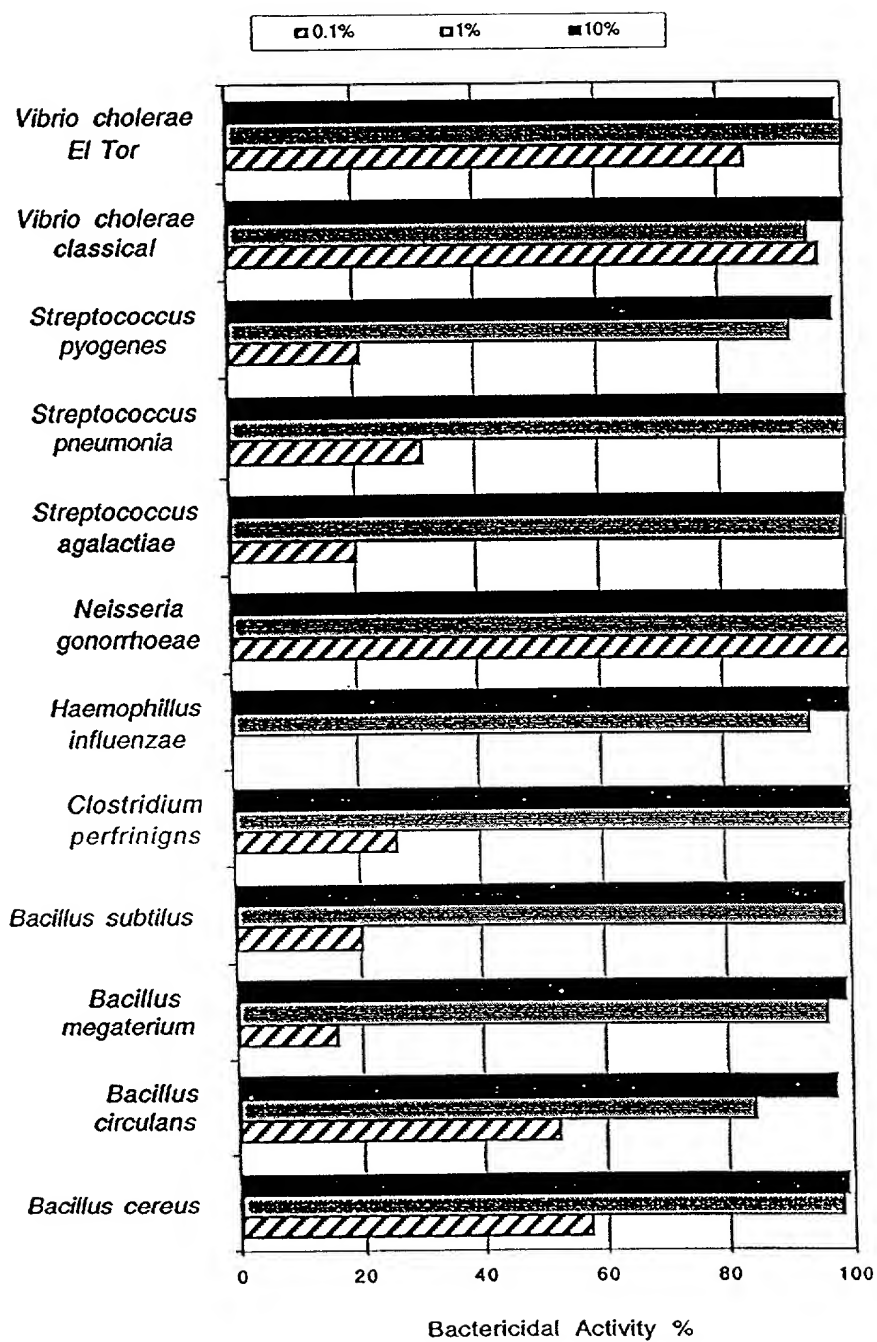 0.1% 1% 10%
Vibrio cholerae
El Tor
Vibrio cholerae
classical
Streptococcus
pyogenes
Streptococcus
pneumonia
Streptococcus
agalactiae
Neisseria
gonorrhoeae
Haemophillus
influenzae
Clostridium
perfrinigns
Bacillus subtilus
Bacillus
megaterium
Bacillus
circulans
Bacillus cereus
0 20 40 60 80 100
Bactericidal Activity %